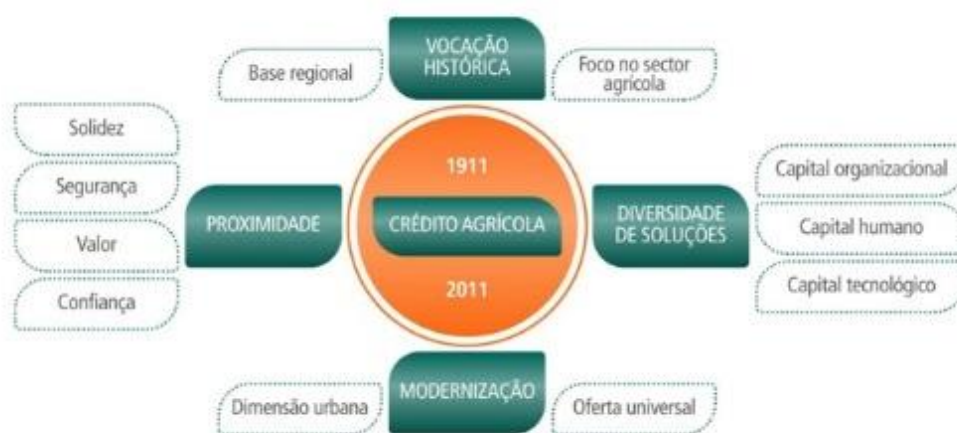 VOCAÇÃO
HISTÓRICA
Base regional
Foco no sector
agrícola
Solidez
Segurança
Valor
Confiança
PROXIMIDADE
1911
CRÉDITO AGRÍCOLA
2011
DIVERSIDADE
DE SOLUÇÕES
Capital organizacional
Capital humano
Capital tecnológico
Dimensão urbana
MODERNIZAÇÃO
Oferta universal